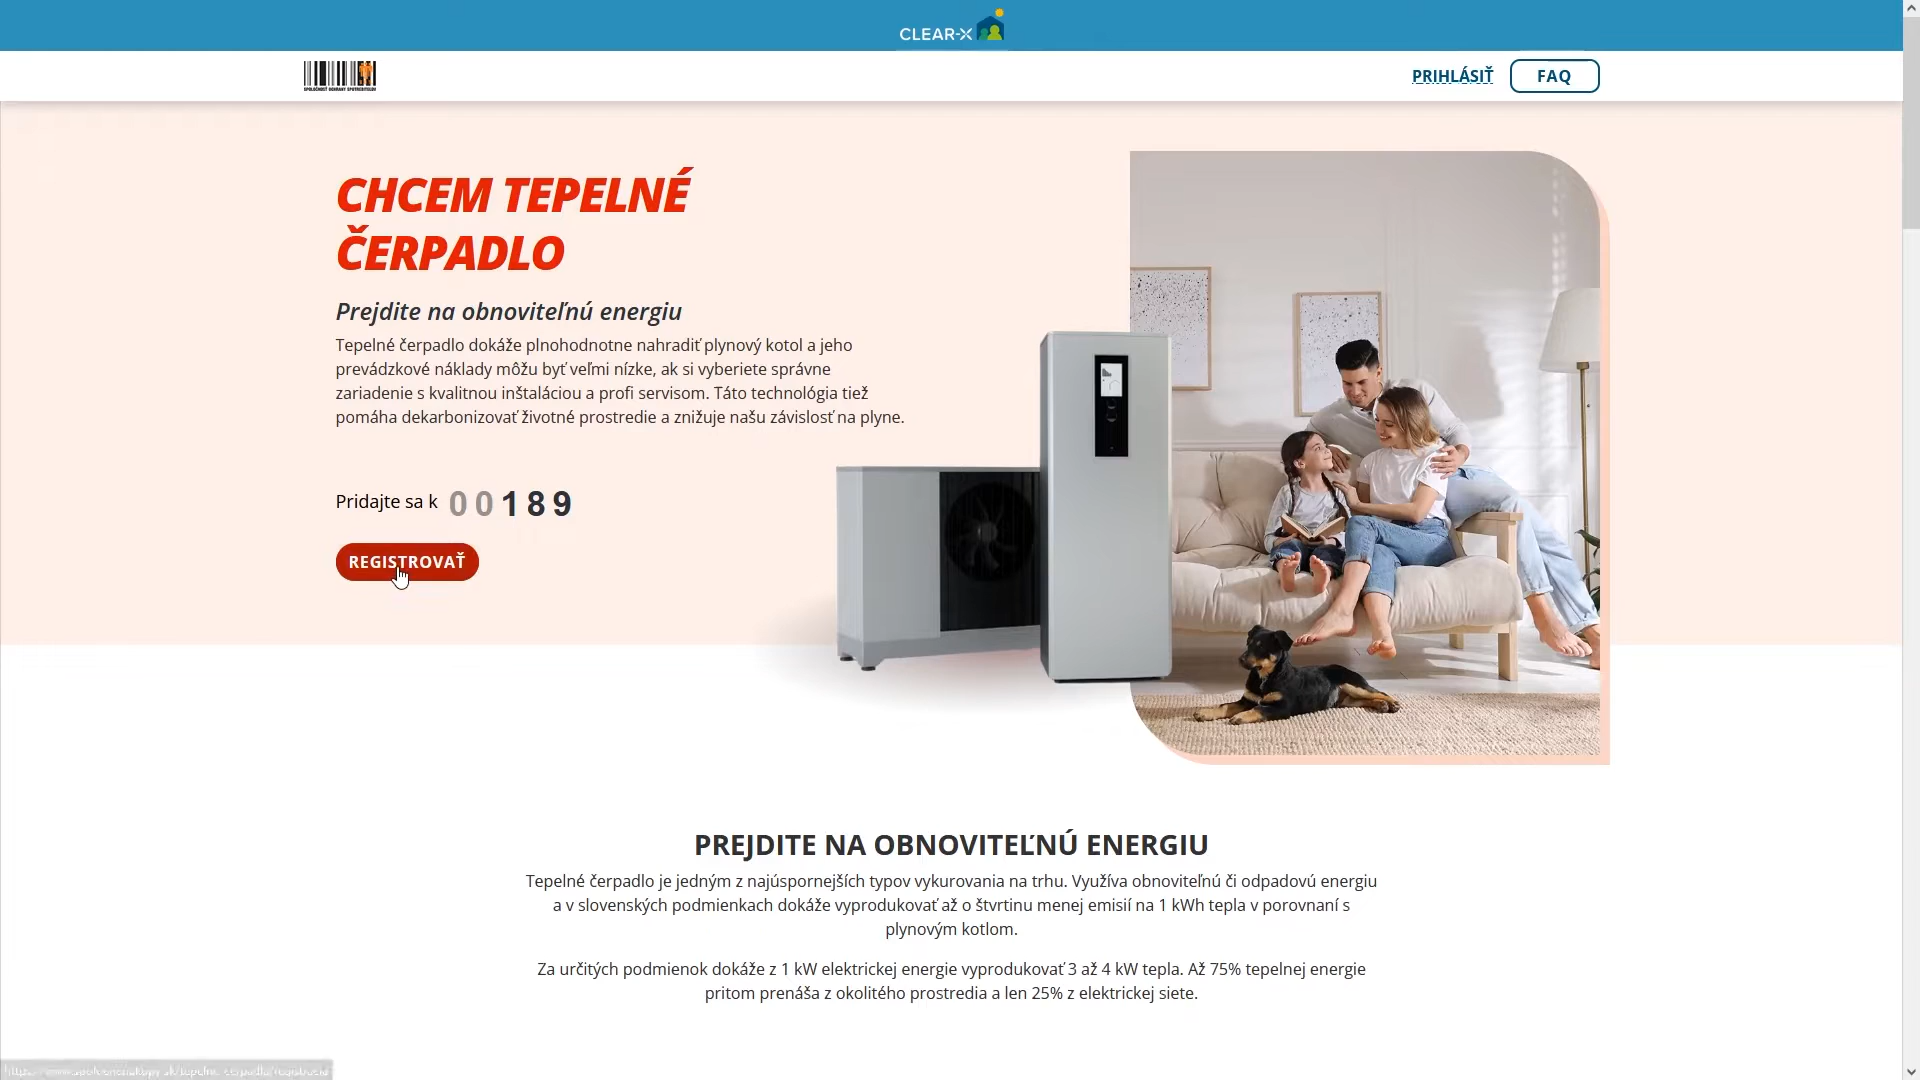 CLEAR-X
SPOLOČNOSŤ OCHRANY SPOTREBITEĽOV
PRIHLÁSIŤ
FAQ
CHCEM TEPELNÉ
ČERPADLO
Prejdite na obnoviteľnú energiu
Tepelné čerpadlo dokáže plnohodnotne nahradiť plynový kotol a jeho
prevádzkové náklady môžu byť veľmi nízke, ak si vyberiete správne
zariadenie s kvalitnou inštaláciou a profi servisom. Táto technológia tiež
pomáha dekarbonizovať životné prostredie a znižuje našu závislosť na plyne.
Pridajte sa k 00189
REGISTROVAŤ
PREJDITE NA OBNOVITEĽNÚ ENERGIU
Tepelné čerpadlo je jedným z najúspornejších typov vykurovania na trhu. Využíva obnoviteľnú či odpadovú energiu
a v slovenských podmienkach dokáže vyprodukovať až o štvrtinu menej emisií na 1 kWh tepla v porovnaní s
plynovým kotlom.
Za určitých podmienok dokáže z 1 kW elektrickej energie vyprodukovať 3 až 4 kW tepla. Až 75% tepelnej energie
pritom prenáša z okolitého prostredia a len 25% z elektrickej siete.